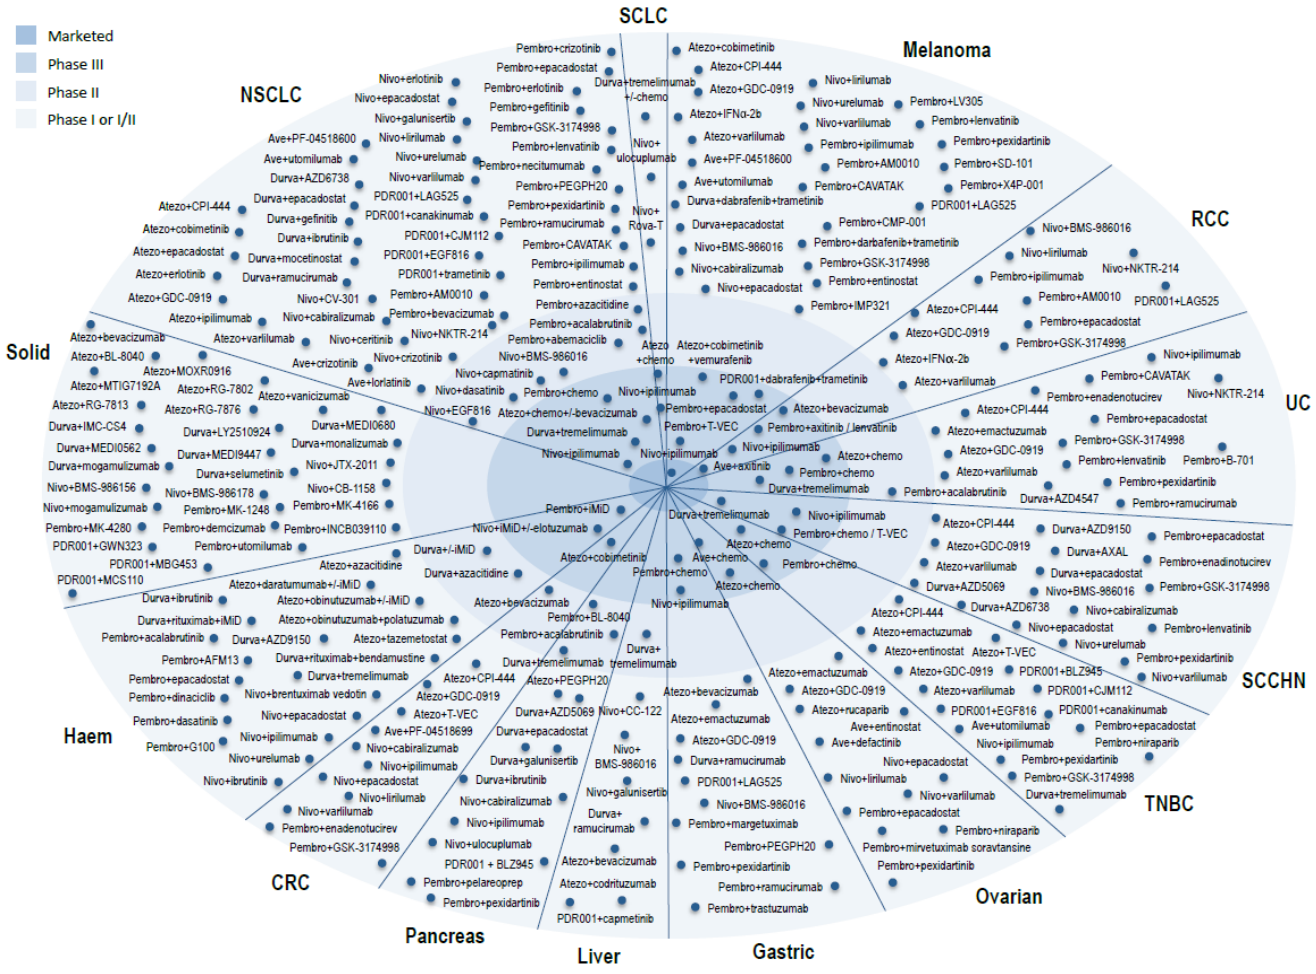 SCLC
Marketed
Phase III
Phase II
Phase I or I/II
NSCLC
Pembro+crizotinib
Pembro+epacadostat
Nivo+erlotinib
Pembro+erlotinib
Nivo+epacadostat
Pembro+gefitinib
Nivo+galunisertib
Pembro+GSK-3174998
Ave+PF-04518600
Nivo+lirilumab
Pembro+lenvatinib
Ave+utomilumab
Nivo+urelumab
Pembro+necitumumab
Durva+AZD6738
Nivo+varlilumab
Pembro+PEGPH20
Durva+epacadostat
PDR001+LAG525
Pembro+pexidartinib
Atezo+CPI-444
Durva+gefitinib
PDR001+canakinumab
Pembro+ramucirumab
Atezo+cobimetinib
Durva+ibrutinib
PDR001+CJM112
Pembro+CAVATAK
Atezo+epacadostat
Durva+mocetinostat
PDR001+EGF816
Pembro+ipilimumab
Atezo+erlotinib
Durva+ramucirumab
PDR001+trametinib
Pembro+entinostat
Atezo+GDC-0919
Nivo+CV-301
Pembro+AM0010
Pembro+azacitidine
Atezo+ipilimumab
Nivo+cabiralizumab
Pembro+bevacizumab
Pembro+acalabrutinib
Atezo+varlilumab
Nivo+ceritinib
Nivo+NKTR-214
Pembro+abemaciclib
Ave+crizotinib
Nivo+crizotinib
Nivo+BMS-986016
Ave+lorlatinib
Nivo+capmatinib
Nivo+dasatinib
Pembro+chemo
Nivo+EGF816
Atezo+chemo+/-bevacizumab
Durva+tremelimumab
Nivo+ipilimumab
Durva+tremelimumab
+/-chemo
Nivo+
ulocuplumab
Nivo+
Rova-T
Atezo
+chemo
Nivo+ipilimumab
Melanoma
Atezo+cobimetinib
Atezo+CPI-444
Atezo+GDC-0919
Nivo+lirilumab
Atezo+IFNα-2b
Nivo+urelumab
Pembro+LV305
Atezo+varlilumab
Nivo+varlilumab
Pembro+lenvatinib
Ave+PF-04518600
Pembro+ipilimumab
Pembro+pexidartinib
Ave+utomilumab
Pembro+AM0010
Pembro+SD-101
Durva+dabrafenib+trametinib
Pembro+CAVATAK
Pembro+X4P-001
Durva+epacadostat
Pembro+CMP-001
PDR001+LAG525
Nivo+BMS-986016
Pembro+darbafenib+trametinib
Nivo+cabiralizumab
Pembro+GSK-3174998
Nivo+epacadostat
Pembro+entinostat
Pembro+IMP321
Atezo+cobimetinib
+vemurafenib
PDR001+dabrafenib+trametinib
Pembro+epacadostat
Pembro+T-VEC
Nivo+ipilimumab
RCC
Nivo+BMS-986016
Nivo+lirilumab
Nivo+NKTR-214
Pembro+ipilimumab
PDR001+LAG525
Pembro+AM0010
Atezo+CPI-444
Pembro+epacadostat
Atezo+GDC-0919
Pembro+GSK-3174998
Atezo+IFNα-2b
Atezo+varlilumab
Atezo+bevacizumab
Pembro+axitinib / lenvatinib
Nivo+ipilimumab
Ave+axitinib
UC
Nivo+ipilimumab
Pembro+CAVATAK
Nivo+NKTR-214
Pembro+enadenotucirev
Atezo+CPI-444
Pembro+epacadostat
Atezo+emactuzumab
Pembro+GSK-3174998
Atezo+GDC-0919
Pembro+lenvatinib
Pembro+B-701
Atezo+varlilumab
Pembro+pexidartinib
Pembro+acalabrutinib
Durva+AZD4547
Pembro+ramucirumab
Atezo+chemo
Pembro+chemo
Durva+tremelimumab
Solid
Atezo+bevacizumab
Atezo+BL-8040
Atezo+MOXR0916
Atezo+MTIG7192A
Atezo+RG-7802
Atezo+vanicizumab
Atezo+RG-7813
Atezo+RG-7876
Durva+IMC-CS4
Durva+LY2510924
Durva+MEDI0680
Durva+MEDI0562
Durva+MEDI9447
Durva+monalizumab
Durva+mogamulizumab
Durva+selumetinib
Nivo+JTX-2011
Nivo+BMS-986156
Nivo+BMS-986178
Nivo+CB-1158
Nivo+mogamulizumab
Pembro+MK-1248
Pembro+MK-4166
Pembro+MK-4280
Pembro+demcizumab
Pembro+INCB039110
PDR001+GWN323
Pembro+utomilumab
PDR001+MBG453
PDR001+MCS110
SCCHN
Durva+tremelimumab
Nivo+ipilimumab
Pembro+chemo / T-VEC
Atezo+CPI-444
Durva+AZD9150
Pembro+epacadostat
Atezo+GDC-0919
Durva+AXAL
Pembro+enadinotucirev
Atezo+varlilumab
Durva+epacadostat
Durva+AZD5069
Nivo+BMS-986016
Pembro+GSK-3174998
Durva+AZD6738
Nivo+cabiralizumab
Nivo+epacadostat
Pembro+lenvatinib
Nivo+urelumab
Pembro+pexidartinib
Nivo+varlilumab
TNBC
Atezo+chemo
Pembro+chemo
Atezo+CPI-444
Atezo+emactuzumab
Atezo+T-VEC
Atezo+entinostat
PDR001+BLZ945
Atezo+GDC-0919
PDR001+CJM112
Atezo+varlilumab
PDR001+canakinumab
PDR001+EGF816
Ave+utomilumab
Pembro+epacadostat
Nivo+ipilimumab
Pembro+niraparib
Pembro+pexidartinib
Pembro+GSK-3174998
Durva+tremelimumab
Haem
Pembro+iMiD
Nivo+iMiD+/-elotuzumab
Durva+/-iMiD
Durva+azacitidine
Atezo+azacitidine
Atezo+daratumumab+/-iMiD
Durva+ibrutinib
Atezo+obinutuzumab+/-iMiD
Durva+rituximab+iMiD
Atezo+obinutuzumab+polatuzumab
Pembro+acalabrutinib
Durva+AZD9150
Atezo+tazemetostat
Pembro+AFM13
Durva+rituximab+bendamustine
Pembro+epacadostat
Durva+tremelimumab
Pembro+dinaciclib
Nivo+brentuximab vedotin
Pembro+dasatinib
Nivo+epacadostat
Pembro+G100
Nivo+ipilimumab
Nivo+urelumab
Nivo+ibrutinib
CRC
Atezo+cobimetinib
Atezo+bevacizumab
Atezo+CPI-444
Atezo+GDC-0919
Atezo+T-VEC
Ave+PF-04518699
Nivo+cabiralizumab
Nivo+ipilimumab
Nivo+epacadostat
Nivo+lirilumab
Nivo+varlilumab
Pembro+enadenotucirev
Pembro+GSK-3174998
Pancreas
Pembro+BL-8040
Pembro+acalabrutinib
Durva+tremelimumab
Atezo+PEGPH20
Durva+AZD5069
Durva+epacadostat
Durva+galunisertib
Durva+ibrutinib
Nivo+cabiralizumab
Nivo+ipilimumab
Nivo+ulocuplumab
PDR001 + BLZ945
Pembro+pelareoprep
Pembro+pexidartinib
Liver
Durva+
tremelimumab
Nivo+CC-122
Nivo+
BMS-986016
Nivo+galunisertib
Durva+
ramucirumab
Atezo+bevacizumab
Atezo+codrituzumab
PDR001+capmetinib
Gastric
Ave+chemo
Pembro+chemo
Nivo+ipilimumab
Atezo+bevacizumab
Atezo+emactuzumab
Atezo+GDC-0919
Durva+ramucirumab
PDR001+LAG525
Nivo+BMS-986016
Pembro+margetuximab
Pembro+PEGPH20
Pembro+pexidartinib
Pembro+ramucirumab
Pembro+trastuzumab
Ovarian
Atezo+chemo
Atezo+emactuzumab
Atezo+GDC-0919
Atezo+rucaparib
Ave+entinostat
Ave+defactinib
Nivo+epacadostat
Nivo+lirilumab
Nivo+varlilumab
Pembro+epacadostat
Pembro+niraparib
Pembro+mirvetuximab soravtansine
Pembro+pexidartinib